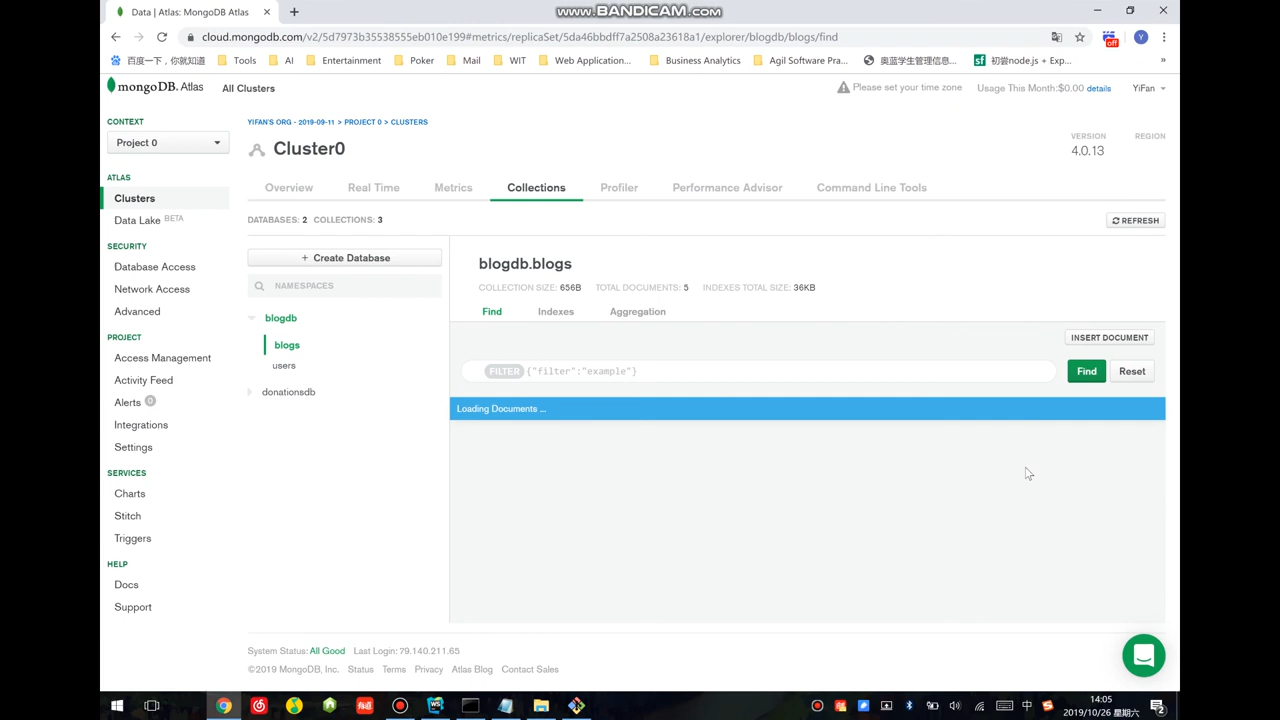 Data | Atlas: MongoDB Atlas
www.BANDICAM.com
cloud.mongodb.com/v2/5d7973b35538555eb010e199#metrics/replicaSet/5da46bbdff7a2508a23618a1/explorer/blogdb/blogs/find
off
Y
百度一下，你就知道 Tools AI Entertainment Poker Mail WIT Web Application... Business Analytics Agil Software Pra... 奥蓝学生管理信息... sf 初尝node.js + Exp... »
mongoDB. Atlas All Clusters Please set your time zone Usage This Month:$0.00 details YiFan
CONTEXT
Project 0
ATLAS
Clusters
Data Lake BETA
SECURITY
Database Access
Network Access
Advanced
PROJECT
Access Management
Activity Feed
Alerts 0
Integrations
Settings
SERVICES
Charts
Stitch
Triggers
HELP
Docs
Support
YIFAN'S ORG - 2019-09-11 > PROJECT 0 > CLUSTERS
Cluster0
VERSION REGION
4.0.13
Overview Real Time Metrics Collections Profiler Performance Advisor Command Line Tools
DATABASES: 2 COLLECTIONS: 3
REFRESH
+ Create Database
NAMESPACES
blogdb
blogs
users
donationsdb
blogdb.blogs
COLLECTION SIZE: 656B TOTAL DOCUMENTS: 5 INDEXES TOTAL SIZE: 36KB
Find Indexes Aggregation
INSERT DOCUMENT
FILTER {"filter":"example"}
Find Reset
Loading Documents ...
System Status: All Good Last Login: 79.140.211.65
©2019 MongoDB, Inc. Status Terms Privacy Atlas Blog Contact Sales
WS
中
S
14:05
2019/10/26 星期六
2